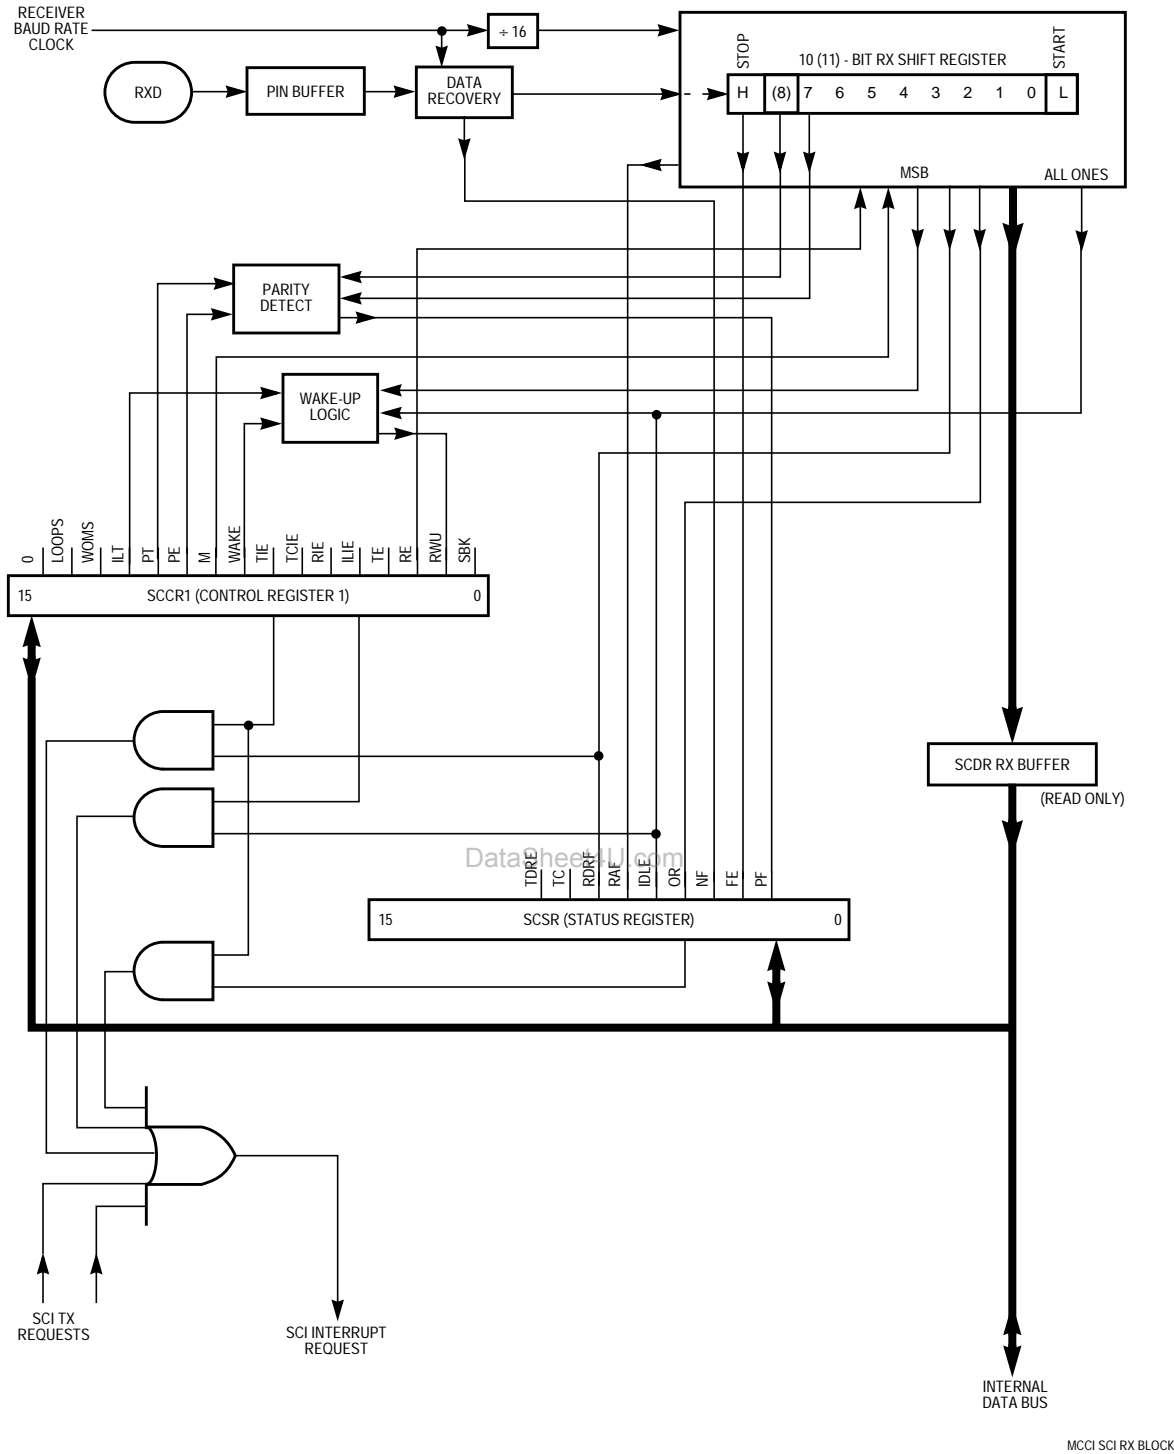 RECEIVER
BAUD RATE
CLOCK
÷ 16
STOP
10 (11) - BIT RX SHIFT REGISTER
START
RXD
PIN BUFFER
DATA
RECOVERY
H (8) 7 6 5 4 3 2 1 0 L
MSB
ALL ONES
PARITY
DETECT
WAKE-UP
LOGIC
0
LOOPS
WOMS
ILT
PT
PE
M
WAKE
TIE
TCIE
RIE
ILIE
TE
RE
RWU
SBK
15 SCCR1 (CONTROL REGISTER 1) 0
SCDR RX BUFFER
(READ ONLY)
DataSheet4U.com
TDRE
TC
RDRF
RAF
IDLE
OR
NF
FE
PF
15 SCSR (STATUS REGISTER) 0
SCI TX
REQUESTS
SCI INTERRUPT
REQUEST
INTERNAL
DATA BUS
MCCI SCI RX BLOCK